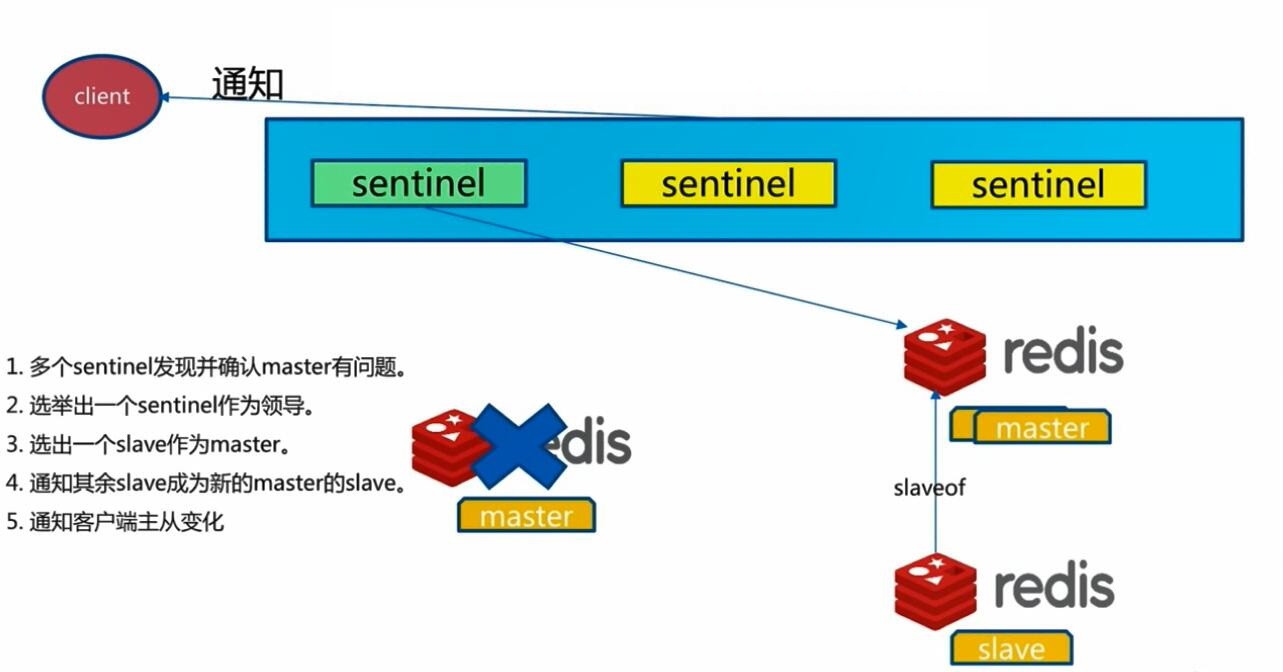 通知
client
sentinel
sentinel
sentinel
redis
master
1. 多个sentinel发现并确认master有问题。
2. 选举出一个sentinel作为领导。
3. 选出一个slave作为master。
4. 通知其余slave成为新的master的slave。
5. 通知客户端主从变化
edis
master
slaveof
redis
slave